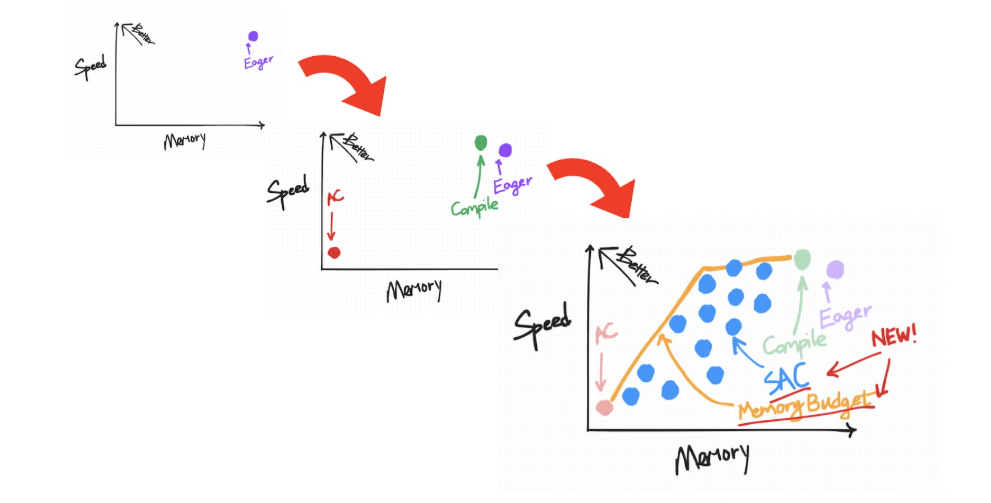 Better
Speed
Eager
Memory
Better
Speed
AC
Compile
Eager
Memory
Better
Speed
AC
Eager
Compile
NEW!
SAC
Memory Budget
Memory